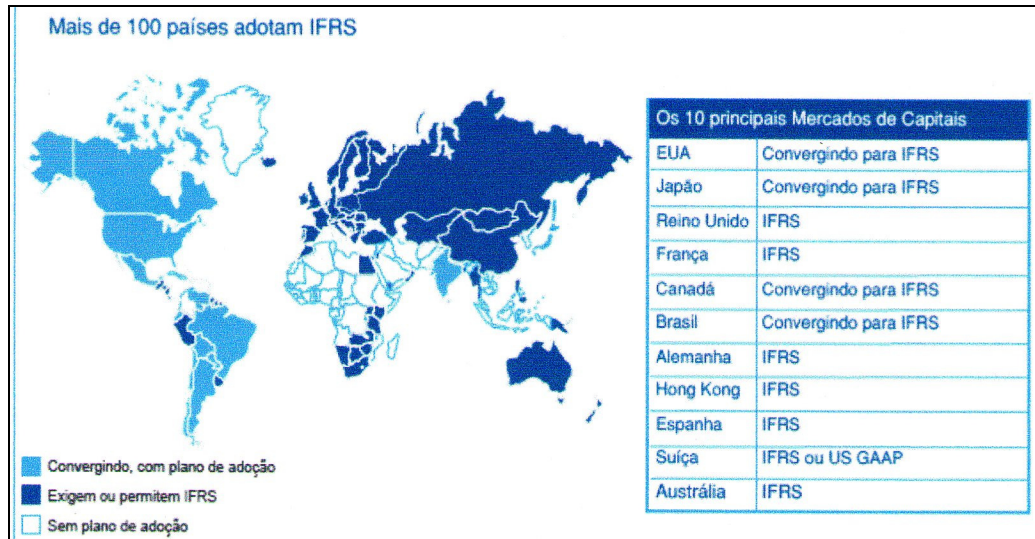 Mais de 100 países adotam IFRS
Os 10 principais Mercados de Capitais
EUA Convergindo para IFRS
Japão Convergindo para IFRS
Reino Unido IFRS
França IFRS
Canadá Convergindo para IFRS
Brasil Convergindo para IFRS
Alemanha IFRS
Hong Kong IFRS
Espanha IFRS
Suíça IFRS ou US GAAP
Austrália IFRS
Convergindo, com plano de adoção
Exigem ou permitem IFRS
Sem plano de adoção